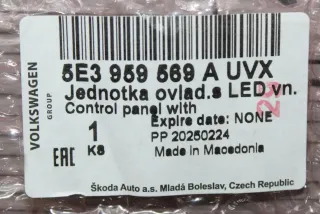 VOLKSWAGEN
GROUP
5E3 959 569 A UVX
Jednotka ovlad.s LED vn.
Control panel with
Expire date: NONE
1
KS
PP 20250224
EAC
Made in Macedonia
Škoda Auto a.s. Mladá Boleslav, Czech Republic